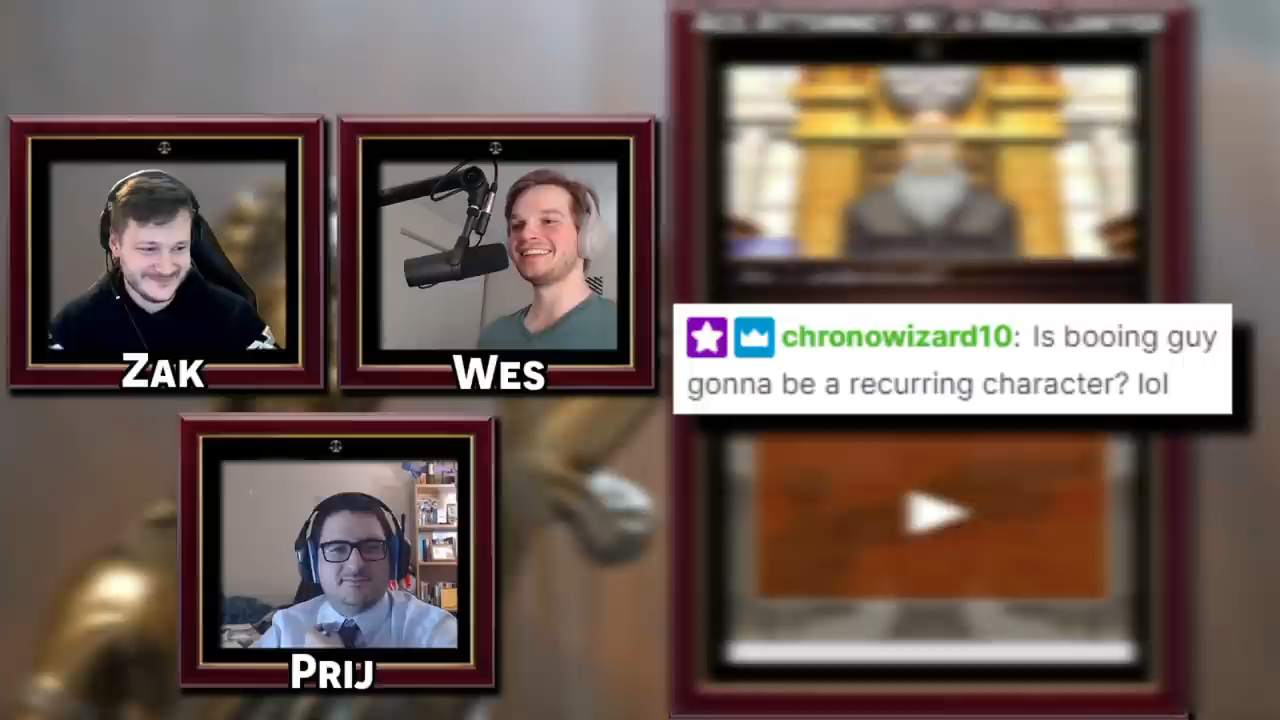 Zak
Wes
chronowizard10: Is booing guy
gonna be a recurring character? lol
Prij